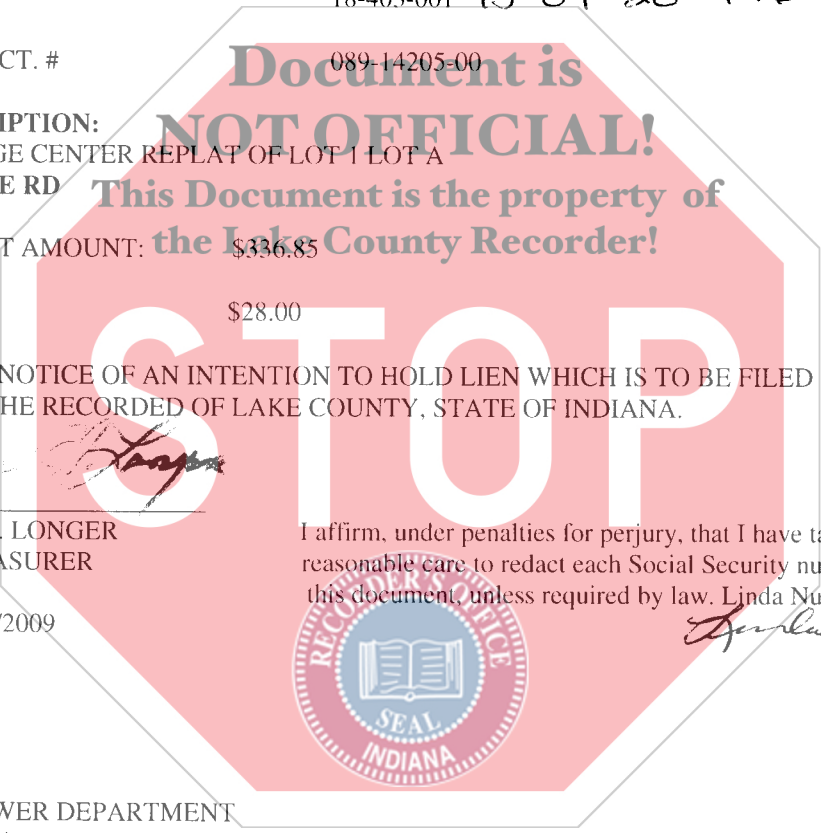 18-405-001
CT. # 089-14205-00
Document is
IPTION:
NOT OFFICIAL!
GE CENTER REPLAT OF LOT 1 LOT A
E RD
This Document is the property of
T AMOUNT: $336.85
the Lake County Recorder!
$28.00
STOP
NOTICE OF AN INTENTION TO HOLD LIEN WHICH IS TO BE FILED
HE RECORDED OF LAKE COUNTY, STATE OF INDIANA.
. LONGER
ASURER
I affirm, under penalties for perjury, that I have ta
reasonable care to redact each Social Security nu
this document, unless required by law. Linda Nu
/2009
RECORDER'S OFFICE
SEAL
INDIANA
WER DEPARTMENT